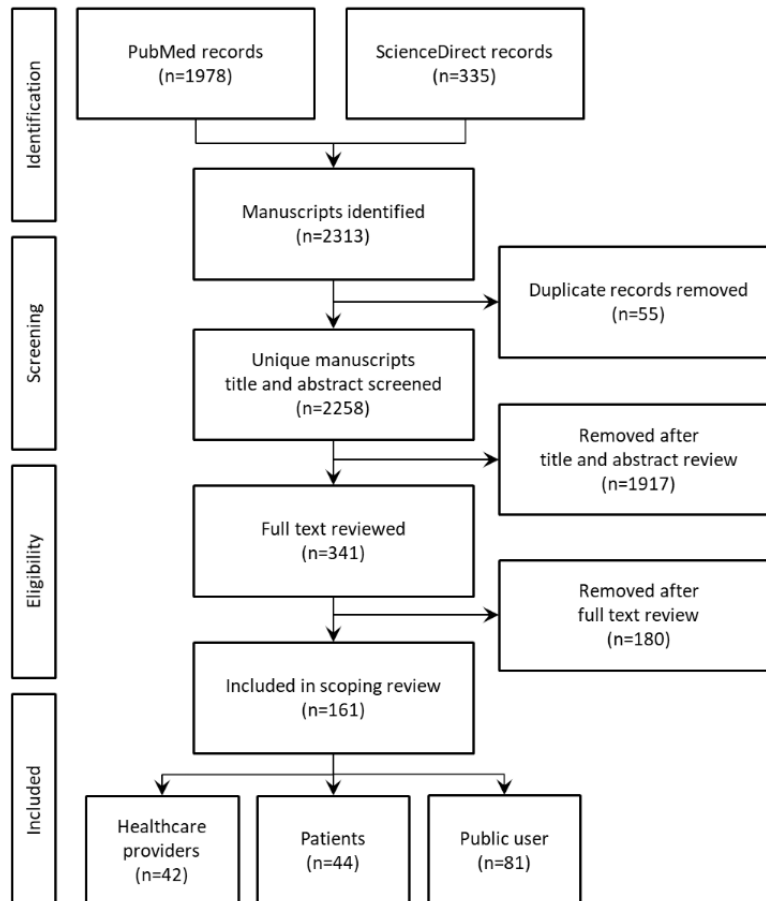 Identification
PubMed records
(n=1978)
ScienceDirect records
(n=335)
Manuscripts identified
(n=2313)
Screening
Duplicate records removed
(n=55)
Unique manuscripts
title and abstract screened
(n=2258)
Removed after
title and abstract review
(n=1917)
Eligibility
Full text reviewed
(n=341)
Removed after
full text review
(n=180)
Included in scoping review
(n=161)
Included
Healthcare
providers
(n=42)
Patients
(n=44)
Public user
(n=81)